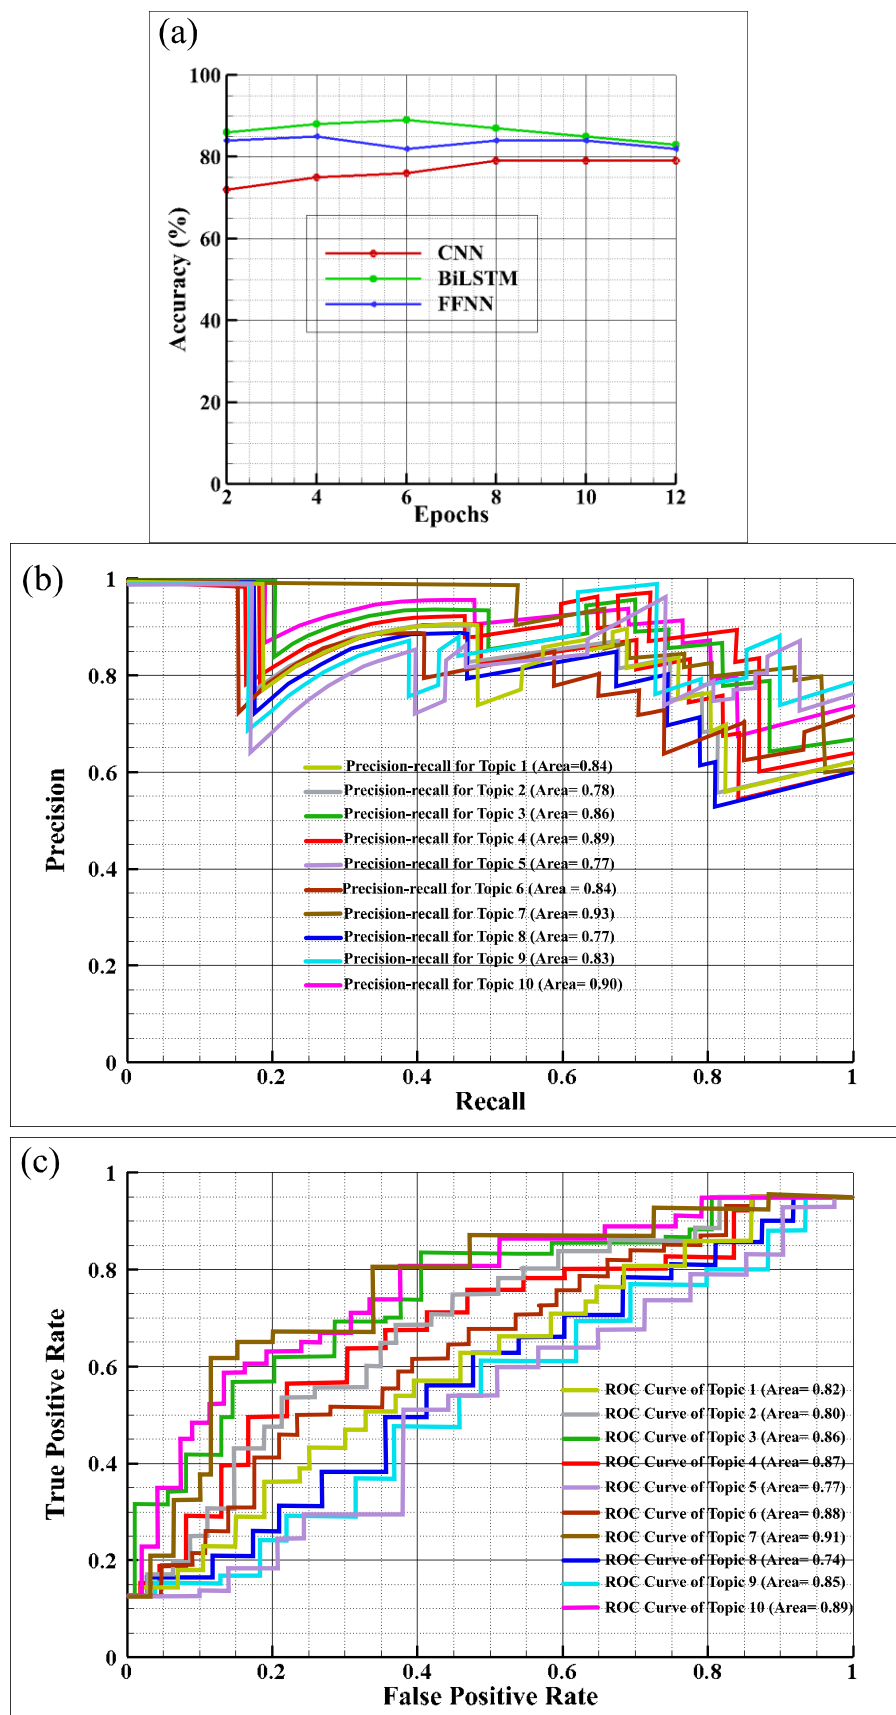 (a)
100
80
60
40
20
0
Accuracy (%)
CNN
BiLSTM
FFNN
2 4 6 8 10 12
Epochs
(b)
1
0.8
0.6
0.4
0.2
0
Precision
Precision-recall for Topic 1 (Area=0.84)
Precision-recall for Topic 2 (Area=0.78)
Precision-recall for Topic 3 (Area=0.86)
Precision-recall for Topic 4 (Area=0.89)
Precision-recall for Topic 5 (Area=0.77)
Precision-recall for Topic 6 (Area = 0.84)
Precision-recall for Topic 7 (Area= 0.93)
Precision-recall for Topic 8 (Area= 0.77)
Precision-recall for Topic 9 (Area= 0.83)
Precision-recall for Topic 10 (Area= 0.90)
0 0.2 0.4 0.6 0.8 1
Recall
(c)
1
0.8
0.6
0.4
0.2
0
True Positive Rate
ROC Curve of Topic 1 (Area= 0.82)
ROC Curve of Topic 2 (Area= 0.80)
ROC Curve of Topic 3 (Area= 0.86)
ROC Curve of Topic 4 (Area= 0.87)
ROC Curve of Topic 5 (Area= 0.77)
ROC Curve of Topic 6 (Area= 0.88)
ROC Curve of Topic 7 (Area= 0.91)
ROC Curve of Topic 8 (Area= 0.74)
ROC Curve of Topic 9 (Area= 0.85)
ROC Curve of Topic 10 (Area= 0.89)
0 0.2 0.4 0.6 0.8 1
False Positive Rate